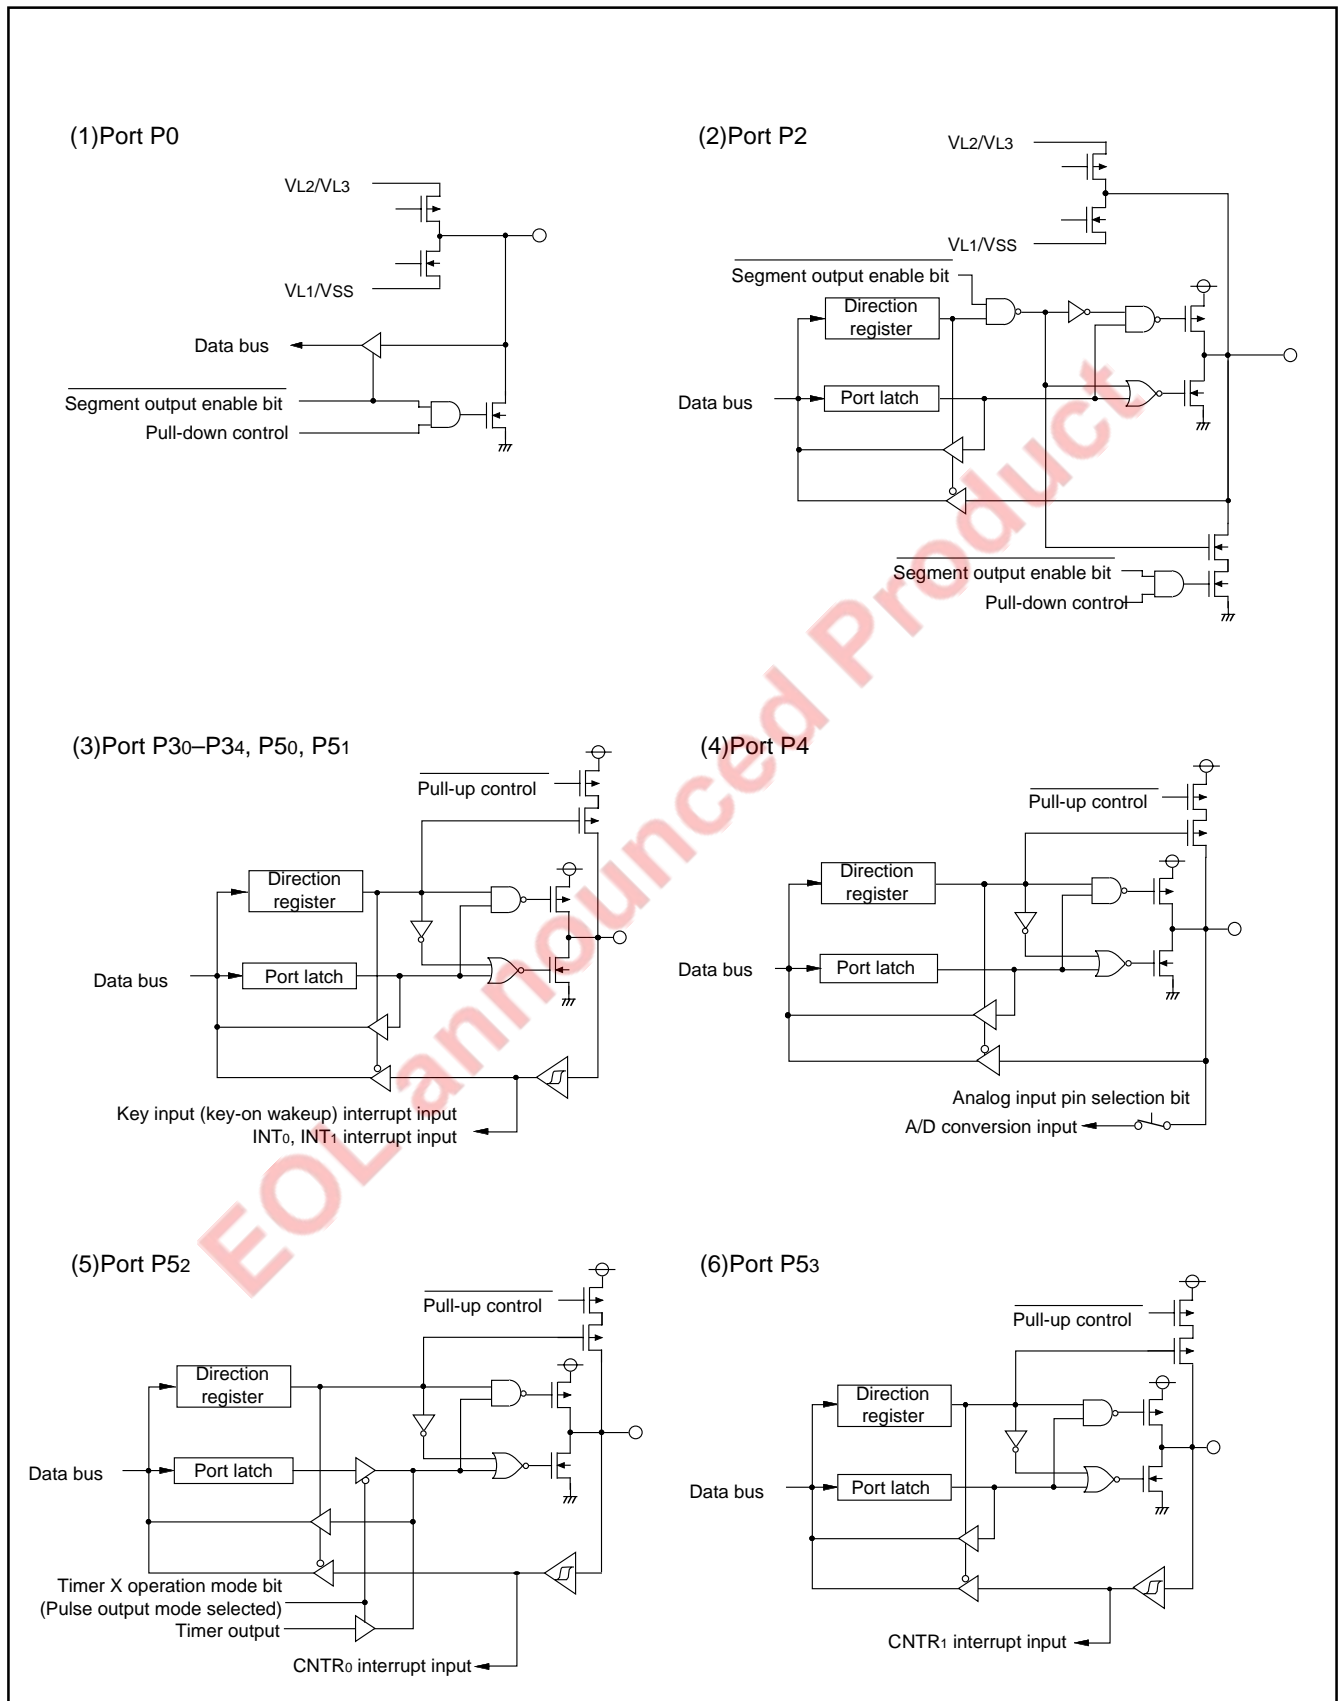 (1)Port P0
VL2/VL3
VL1/VSS
Data bus
Segment output enable bit
Pull-down control
(2)Port P2
VL2/VL3
VL1/VSS
Segment output enable bit
Direction
register
Data bus
Port latch
Segment output enable bit
Pull-down control
(3)Port P30–P34, P50, P51
Pull-up control
Direction
register
Data bus
Port latch
Key input (key-on wakeup) interrupt input
INT0, INT1 interrupt input
(4)Port P4
Pull-up control
Direction
register
Data bus
Port latch
Analog input pin selection bit
A/D conversion input
(5)Port P52
Pull-up control
Direction
register
Data bus
Port latch
Timer X operation mode bit
(Pulse output mode selected)
Timer output
CNTR0 interrupt input
(6)Port P53
Pull-up control
Direction
register
Data bus
Port latch
CNTR1 interrupt input
EOL announced Product